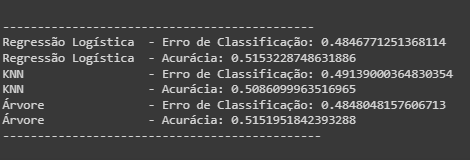 ---------------------------------------------
Regressão Logística  - Erro de Classificação: 0.4846771251368114
Regressão Logística  - Acurácia: 0.5153228748631886
KNN                  - Erro de Classificação: 0.49139000364830354
KNN                  - Acurácia: 0.5086099963516965
Árvore               - Erro de Classificação: 0.4848048157606713
Árvore               - Acurácia: 0.5151951842393288
----------------------------------------------